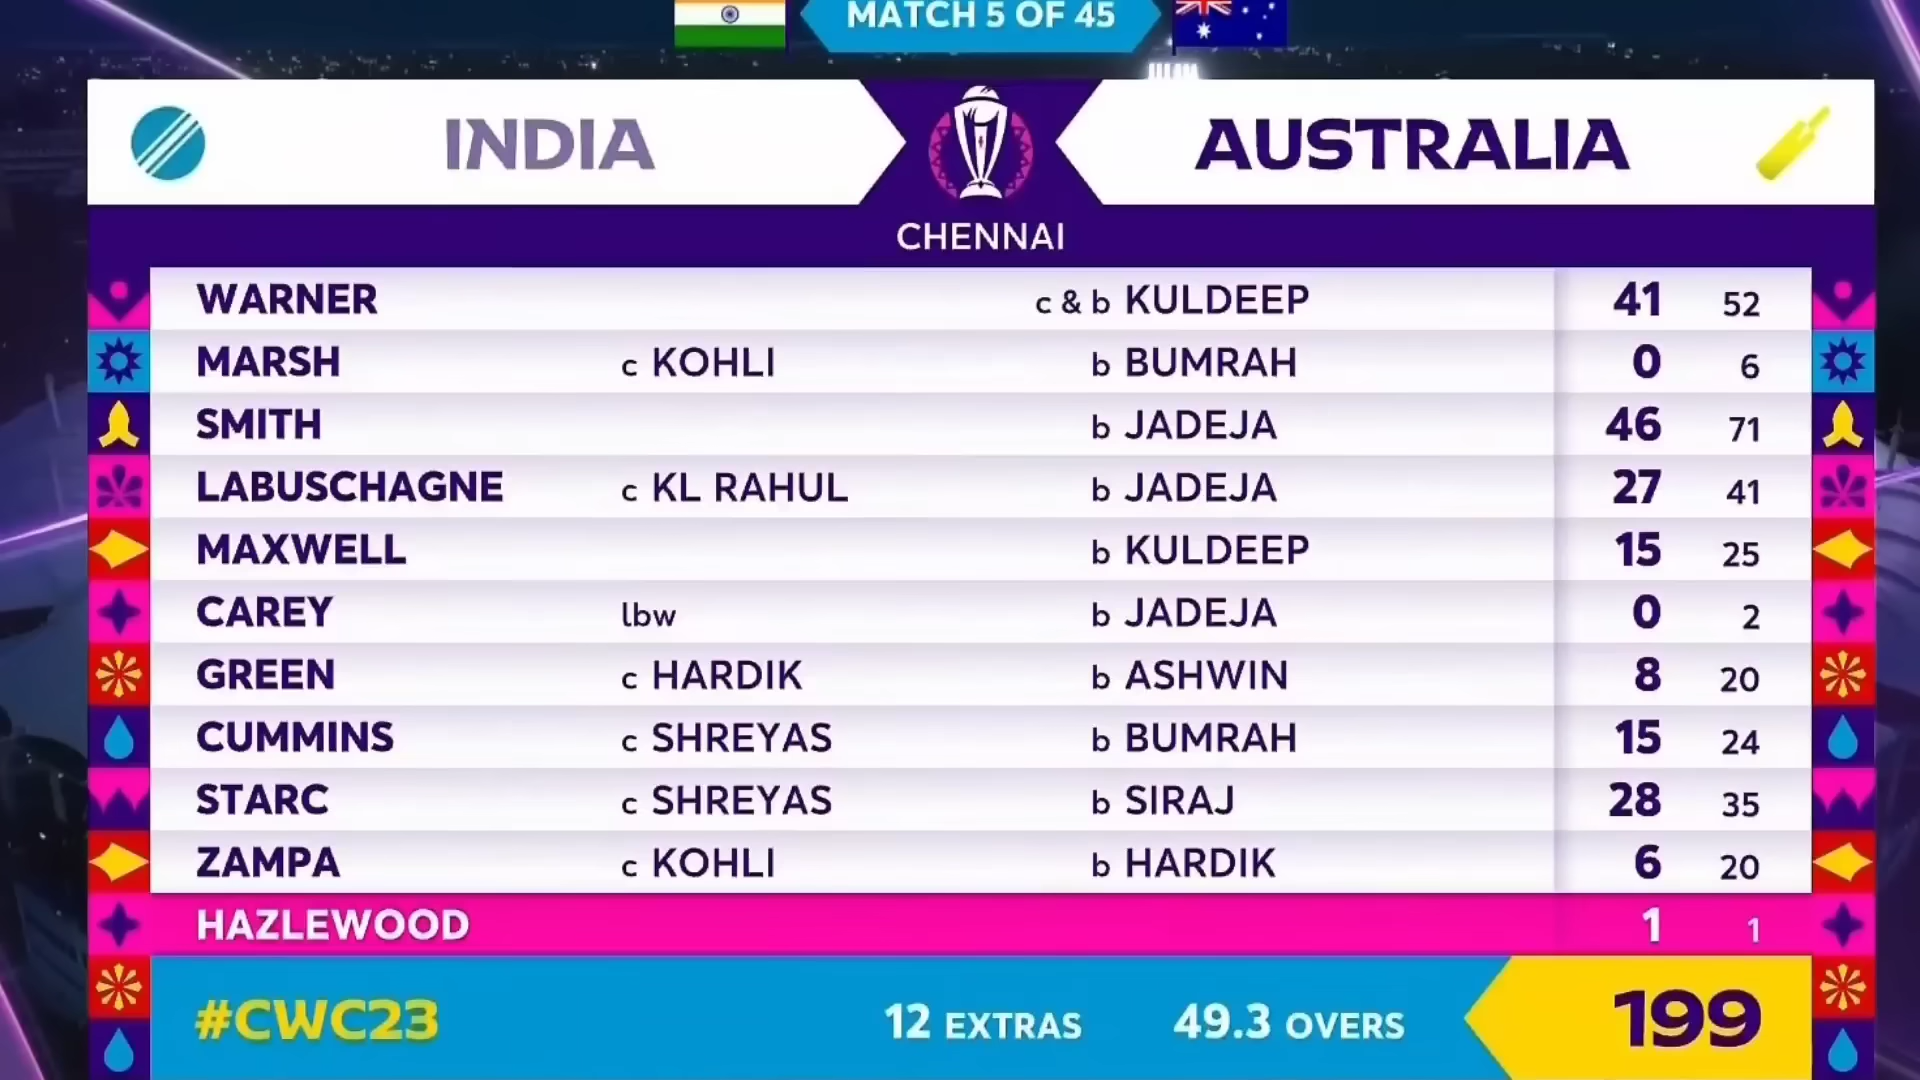 MATCH 5 OF 45
INDIA AUSTRALIA
CHENNAI
WARNER c & b KULDEEP 41 52
MARSH c KOHLI b BUMRAH 0 6
SMITH b JADEJA 46 71
LABUSCHAGNE c KL RAHUL b JADEJA 27 41
MAXWELL b KULDEEP 15 25
CAREY lbw b JADEJA 0 2
GREEN c HARDIK b ASHWIN 8 20
CUMMINS c SHREYAS b BUMRAH 15 24
STARC c SHREYAS b SIRAJ 28 35
ZAMPA c KOHLI b HARDIK 6 20
HAZLEWOOD 1 1
#CWC23 12 EXTRAS 49.3 OVERS 199